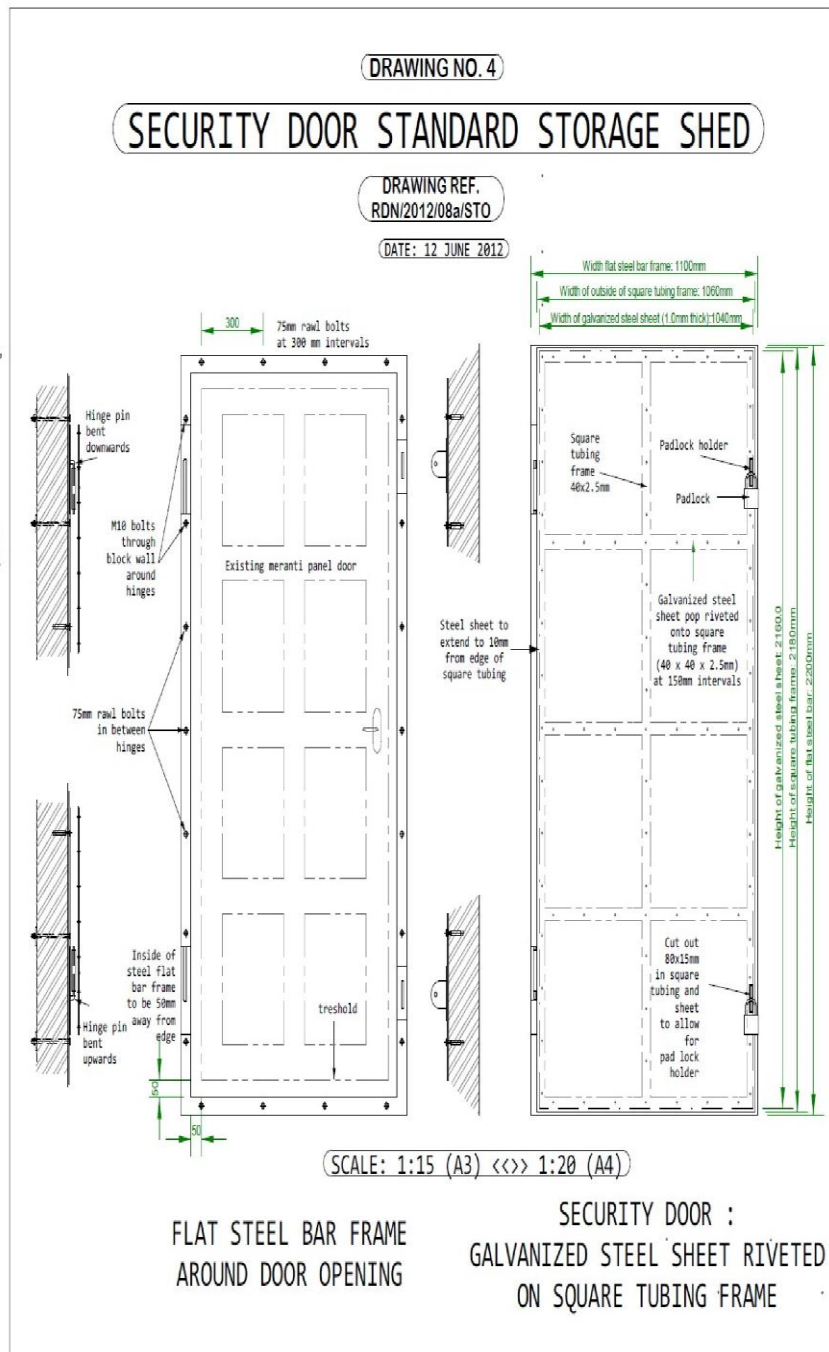 DRAWING NO. 4
SECURITY DOOR STANDARD STORAGE SHED
DRAWING REF.
RDN/2012/08a/STO
DATE: 12 JUNE 2012
300
75mm rawl bolts
at 300 mm intervals
Hinge pin
bent
downwards
M10 bolts
through
block wall
around
hinges
Existing meranti panel door
75mm rawl bolts
in between
hinges
Inside of
steel flat
bar frame
to be 50mm
away from
edge
Hinge pin
bent
upwards
treshold
50
50
Width flat steel bar frame: 1100mm
Width of outside of square tubing frame: 1060mm
Width of galvanized steel sheet (1.0mm thick):1040mm
Square
tubing
frame
40x2.5mm
Padlock holder
Padlock
Steel sheet to
extend to 10mm
from edge of
square tubing
Galvanized steel
sheet pop riveted
onto square
tubing frame
(40 x 40 x 2.5mm)
at 150mm intervals
Height of galvanized steel sheet: 2160.0
Height of square tubing frame: 2180mm
Height of flat steel bar: 2200mm
Cut out
80x15mm
in square
tubing and
sheet
to allow
for
pad lock
holder
SCALE: 1:15 (A3) <<>> 1:20 (A4)
FLAT STEEL BAR FRAME
AROUND DOOR OPENING
SECURITY DOOR :
GALVANIZED STEEL SHEET RIVETED
ON SQUARE TUBING FRAME